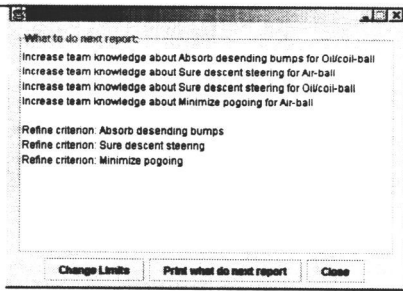 What to do next report:
Increase team knowledge about Absorb desending bumps for Oil/coil-ball
Increase team knowledge about Sure descent steering for Air-ball
Increase team knowledge about Sure descent steering for Oil/coil-ball
Increase team knowledge about Minimize pogoing for Air-ball
Refine criterion: Absorb desending bumps
Refine criterion: Sure descent steering
Refine criterion: Minimize pogoing
Change Limits Print what do next report Close